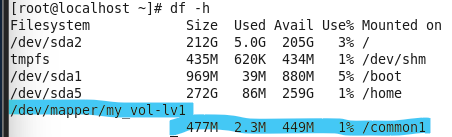 [root@localhost ~]# df -h
Filesystem Size Used Avail Use% Mounted on
/dev/sda2 212G 5.0G 205G 3% /
tmpfs 435M 620K 434M 1% /dev/shm
/dev/sda1 969M 39M 880M 5% /boot
/dev/sda5 272G 86M 259G 1% /home
/dev/mapper/my_vol-lv1
477M 2.3M 449M 1% /common1